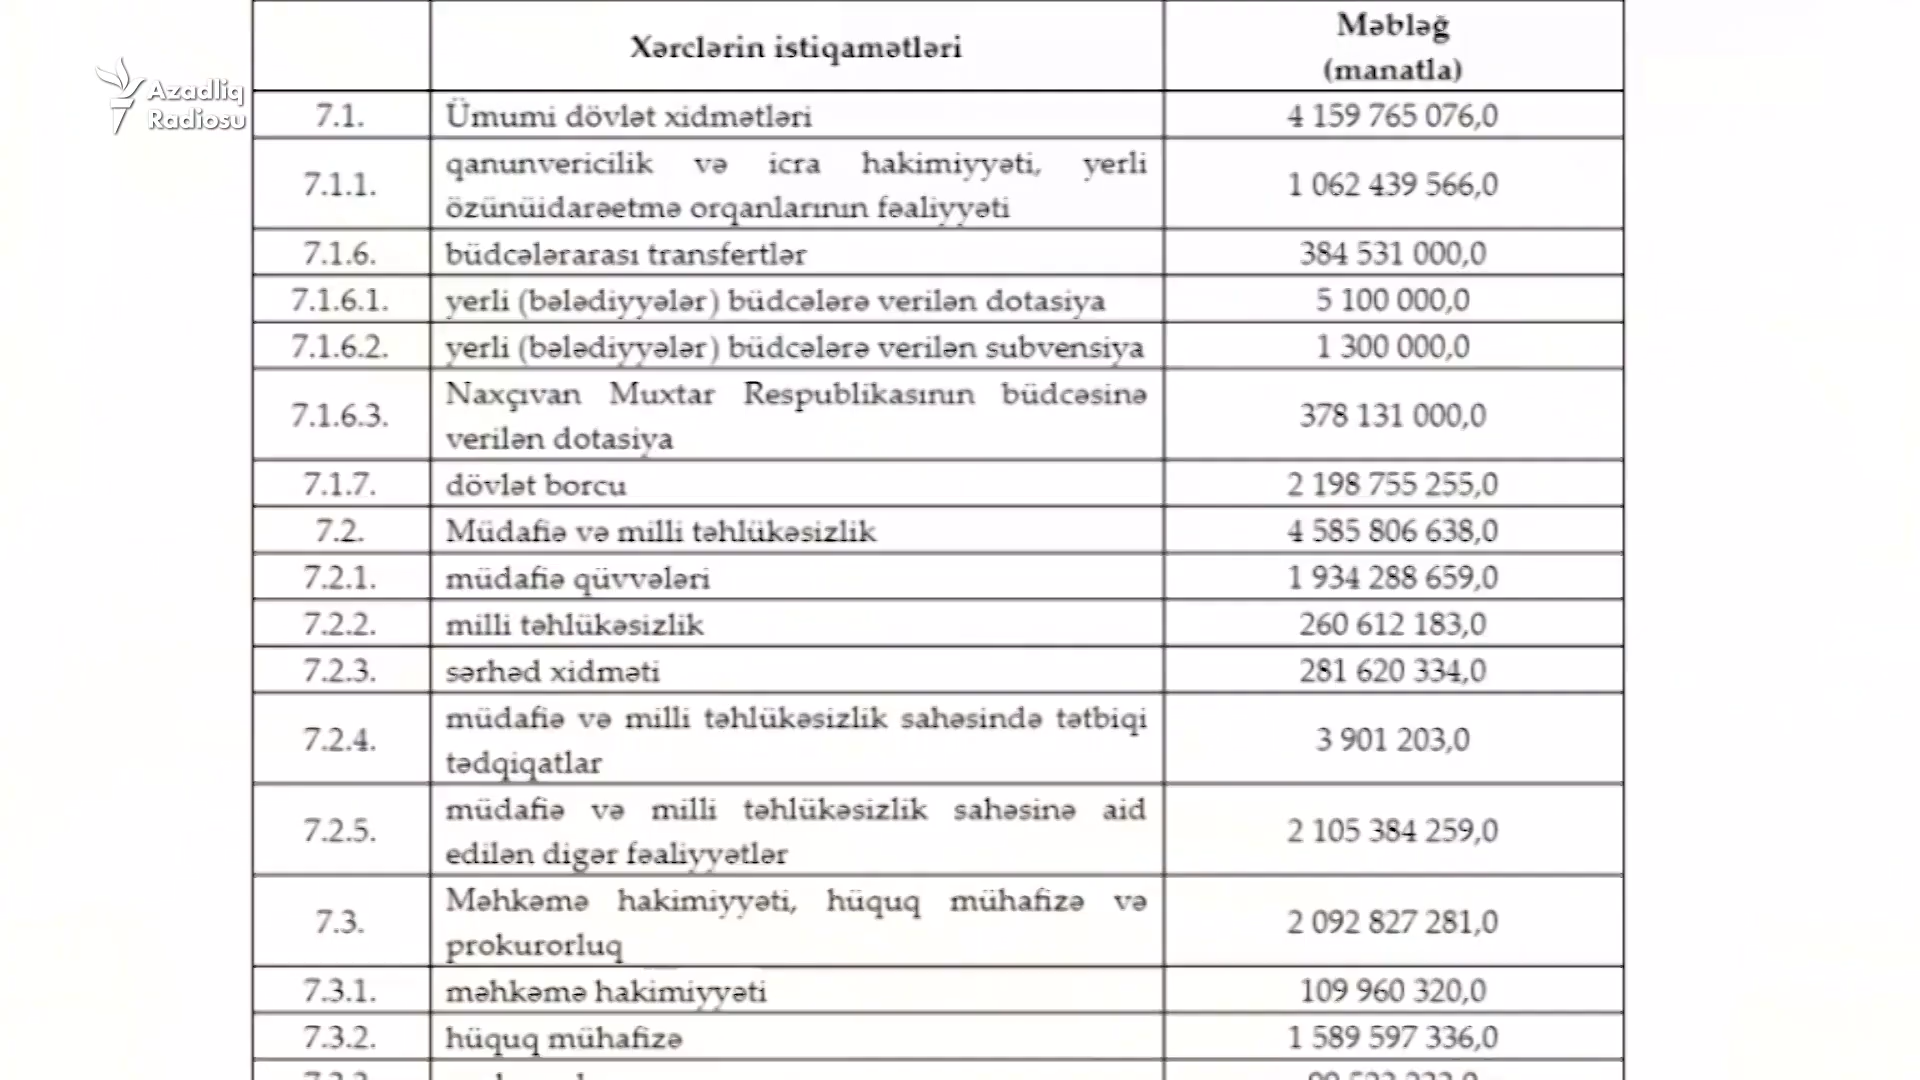 Azadlıq
Radiosu
Xərclərin istiqamətləri
Məbləğ
(manatla)
7.1. Ümumi dövlət xidmətləri 4 159 765 076,0
7.1.1. qanunvericilik və icra hakimiyyəti, yerli
özünüidarəetmə orqanlarının fəaliyyəti 1 062 439 566,0
7.1.6. büdcələrarası transfertlər 384 531 000,0
7.1.6.1. yerli (bələdiyyələr) büdcələrə verilən dotasiya 5 100 000,0
7.1.6.2. yerli (bələdiyyələr) büdcələrə verilən subvensiya 1 300 000,0
7.1.6.3. Naxçıvan Muxtar Respublikasının büdcəsinə
verilən dotasiya 378 131 000,0
7.1.7. dövlət borcu 2 198 755 255,0
7.2. Müdafiə və milli təhlükəsizlik 4 585 806 638,0
7.2.1. müdafiə qüvvələri 1 934 288 659,0
7.2.2. milli təhlükəsizlik 260 612 183,0
7.2.3. sərhəd xidməti 281 620 334,0
7.2.4. müdafiə və milli təhlükəsizlik sahəsində tətbiqi
tədqiqatlar 3 901 203,0
7.2.5. müdafiə və milli təhlükəsizlik sahəsinə aid
edilən digər fəaliyyətlər 2 105 384 259,0
7.3. Məhkəmə hakimiyyəti, hüquq mühafizə və
prokurorluq 2 092 827 281,0
7.3.1. məhkəmə hakimiyyəti 109 960 320,0
7.3.2. hüquq mühafizə 1 589 597 336,0